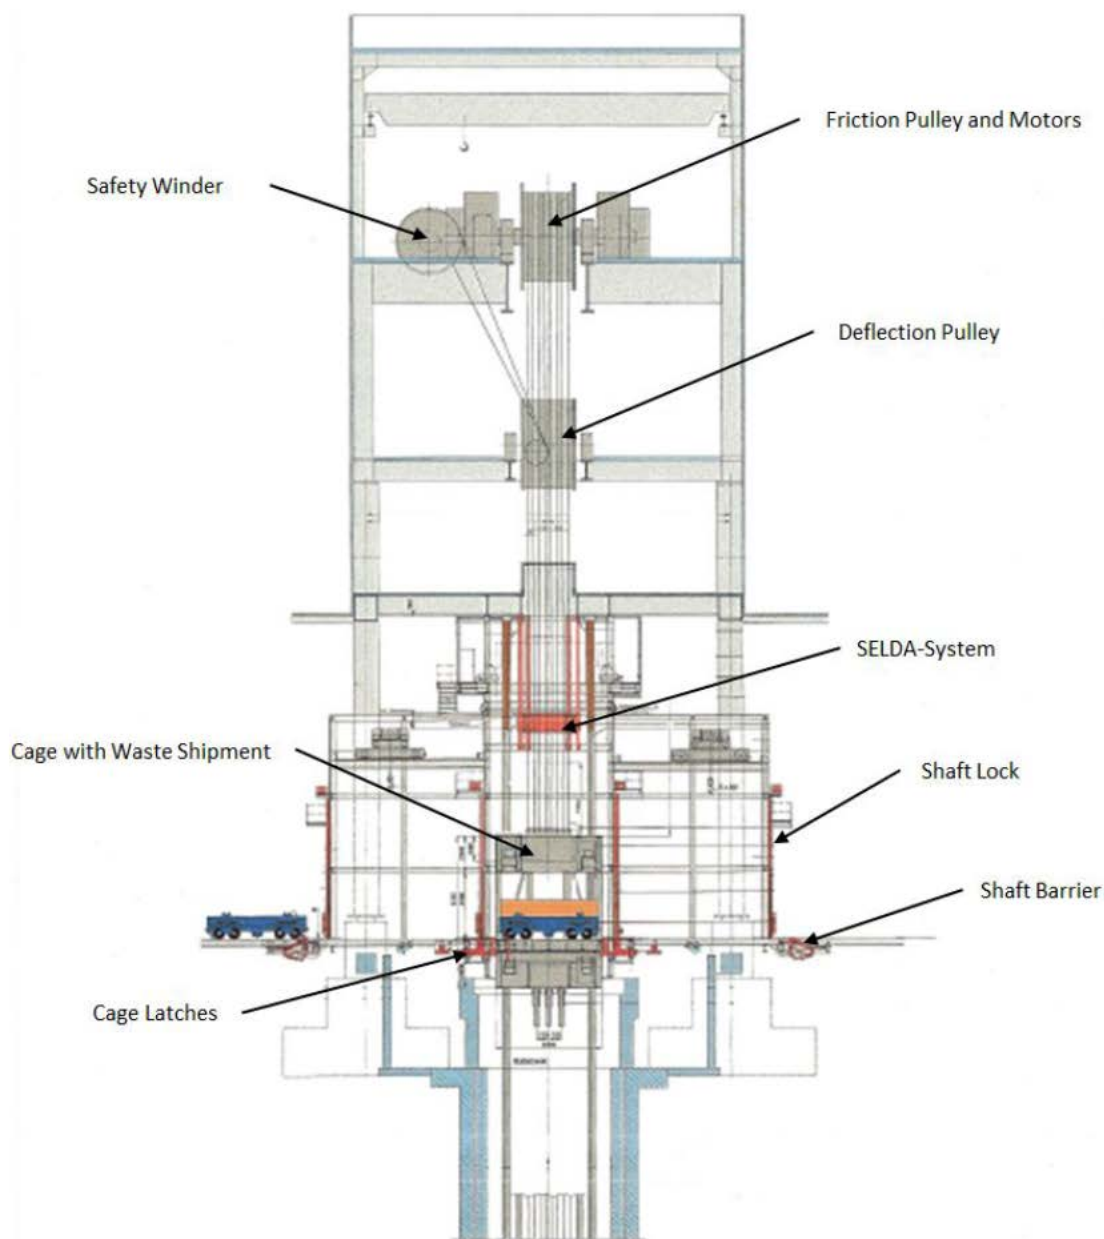 Friction Pulley and Motors
Safety Winder
Deflection Pulley
SELDA-System
Cage with Waste Shipment
Shaft Lock
Shaft Barrier
Cage Latches